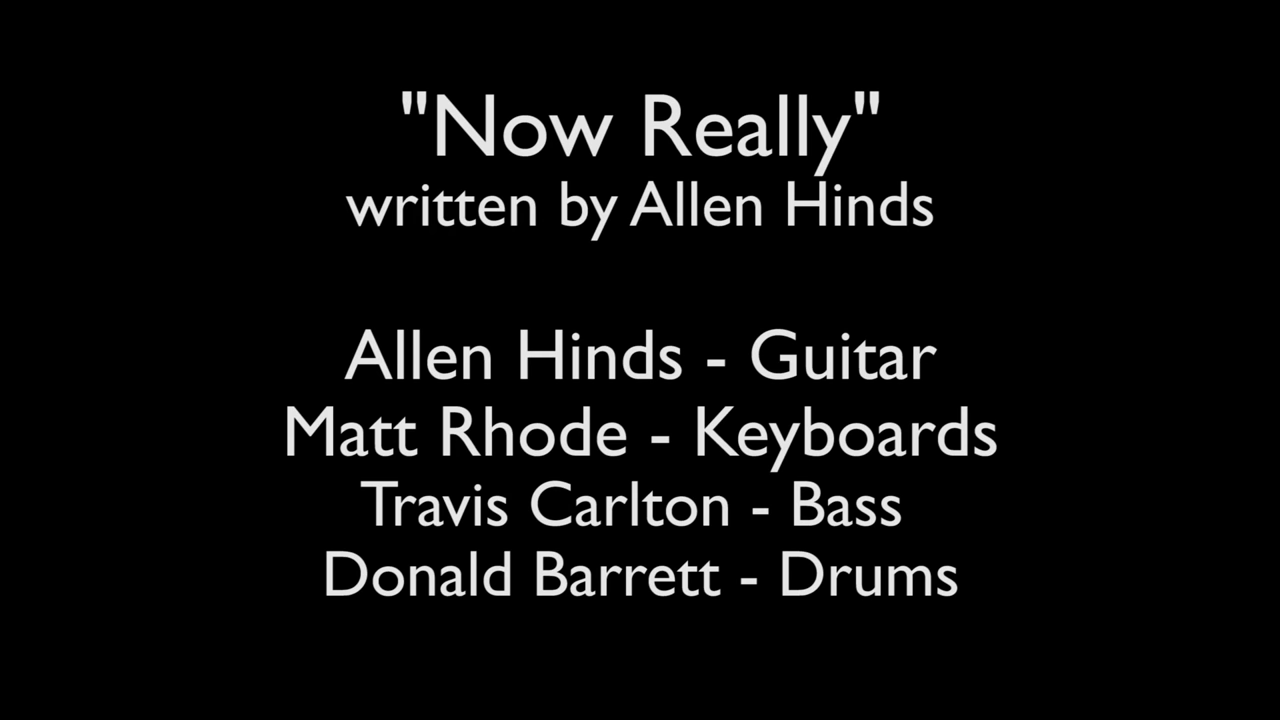 "Now Really"
written by Allen Hinds
Allen Hinds - Guitar
Matt Rhode - Keyboards
Travis Carlton - Bass
Donald Barrett - Drums